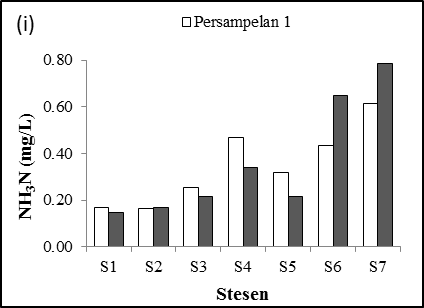 (i)
Persampelan 1
NH3N (mg/L)
0.80
0.60
0.40
0.20
0.00
S1 S2 S3 S4 S5 S6 S7
Stesen